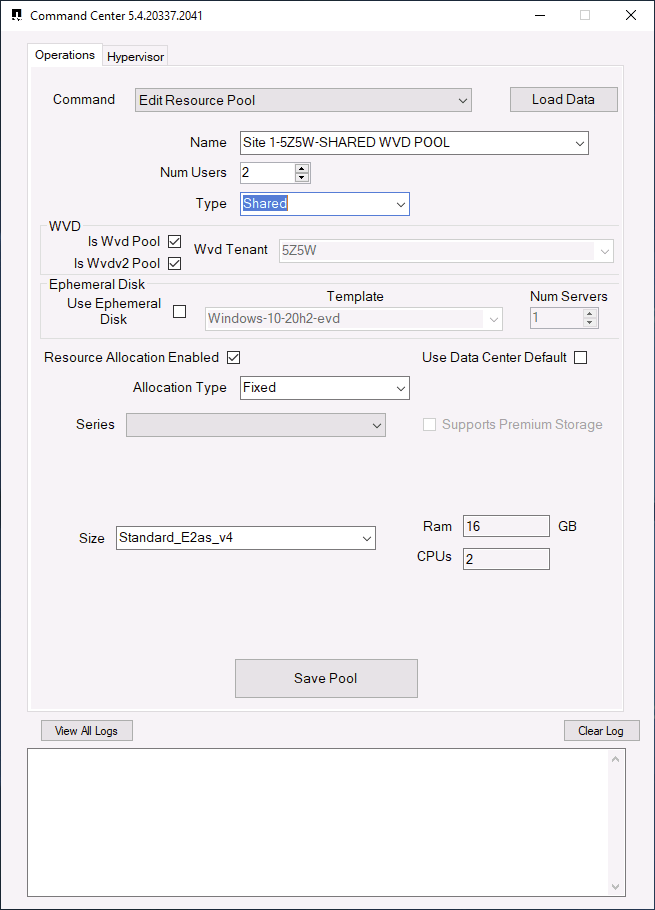 Command Center 5.4.20337.2041
Operations Hypervisor
Command Edit Resource Pool Load Data
Name Site 1-5Z5W-SHARED WVD POOL
Num Users 2
Type Shared
WVD
Is Wvd Pool Wvd Tenant 5Z5W
Is Wvdv2 Pool
Ephemeral Disk
Use Ephemeral Disk
Template
Windows-10-20h2-evd
Num Servers
1
Resource Allocation Enabled Use Data Center Default
Allocation Type Fixed
Series Supports Premium Storage
Size Standard_E2as_v4
Ram 16 GB
CPUs 2
Save Pool
View All Logs Clear Log